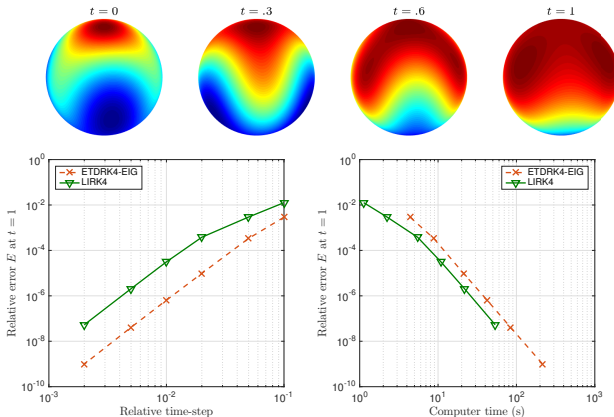 t = 0
t = .3
t = .6
t = 1
Relative error E at t = 1
10^0
10^-2
10^-4
10^-6
10^-8
10^-10
ETDRK4-EIG
LIRK4
10^-3
10^-2
10^-1
Relative time-step
Relative error E at t = 1
10^0
10^-2
10^-4
10^-6
10^-8
10^-10
ETDRK4-EIG
LIRK4
10^0
10^1
10^2
10^3
Computer time (s)